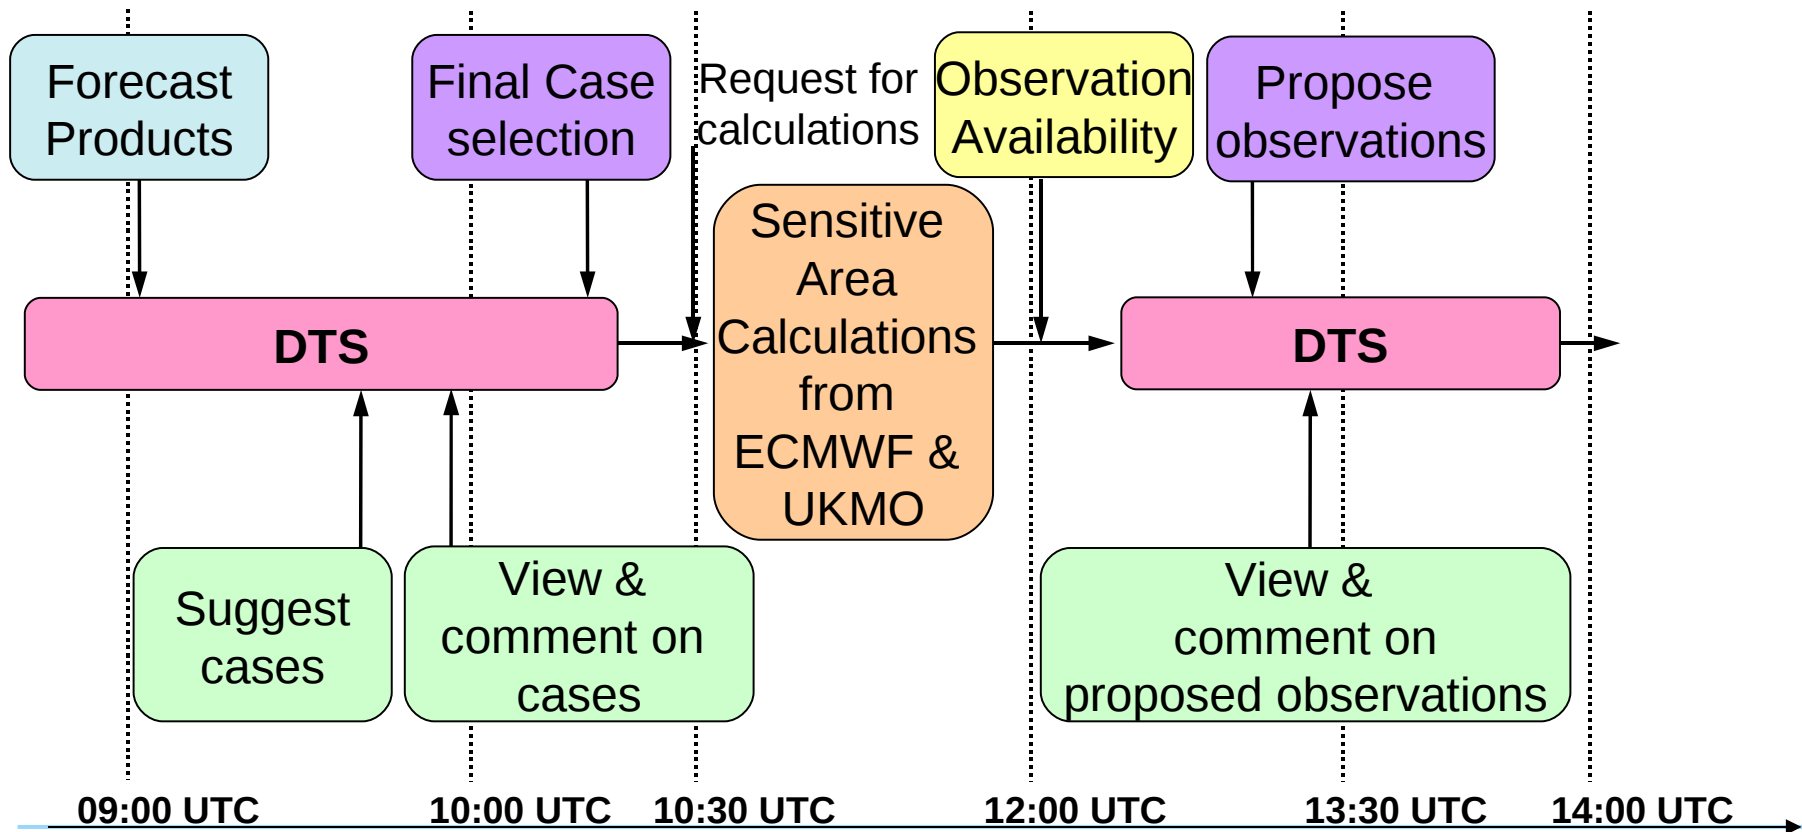 Forecast
Products
Final Case
selection
Request for
calculations
Observation
Availability
Propose
observations
Sensitive
Area
Calculations
from
ECMWF &
UKMO
DTS
DTS
Suggest
cases
View &
comment on
cases
View &
comment on
proposed observations
09:00 UTC
10:00 UTC
10:30 UTC
12:00 UTC
13:30 UTC
14:00 UTC